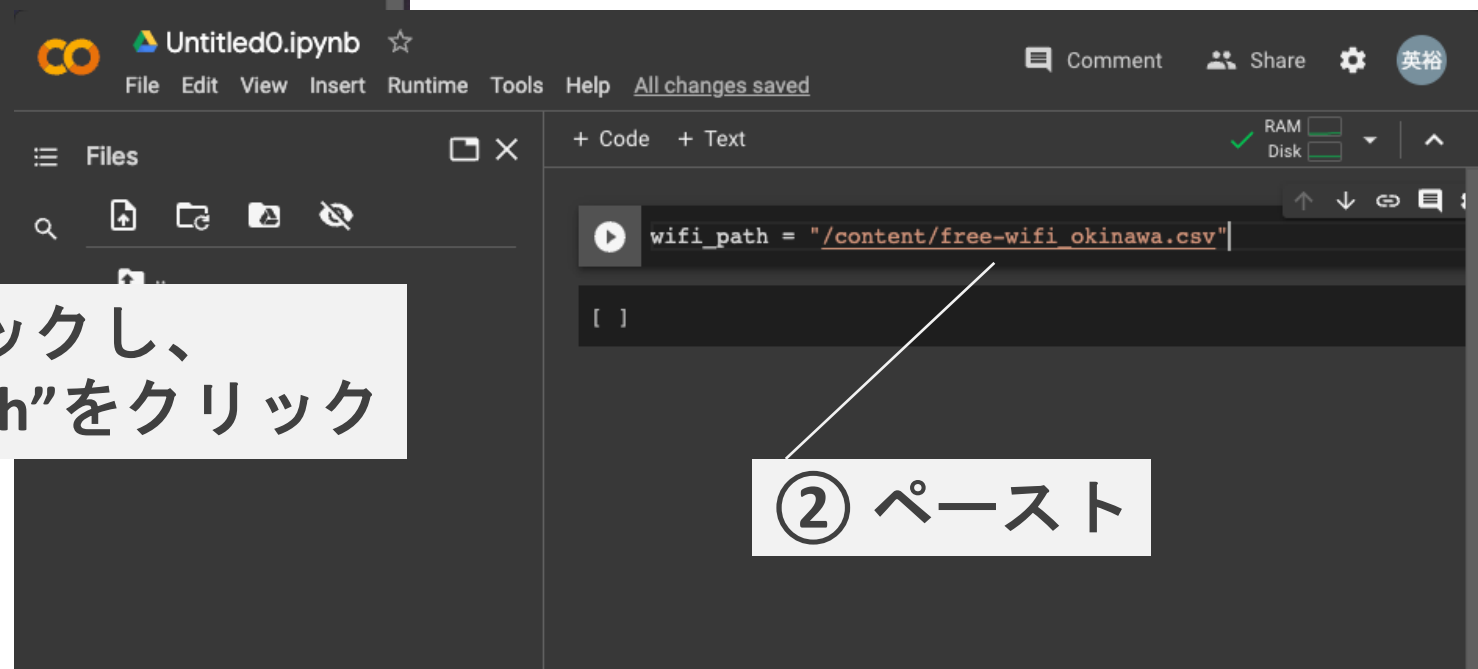 Untitled0.ipynb
File Edit View Insert Runtime Tools Help All changes saved
Comment Share 英裕
Files
+ Code + Text
RAM
Disk
wifi_path = "/content/free-wifi_okinawa.csv"
..
[ ]
ックし、
h”をクリック
② ペースト